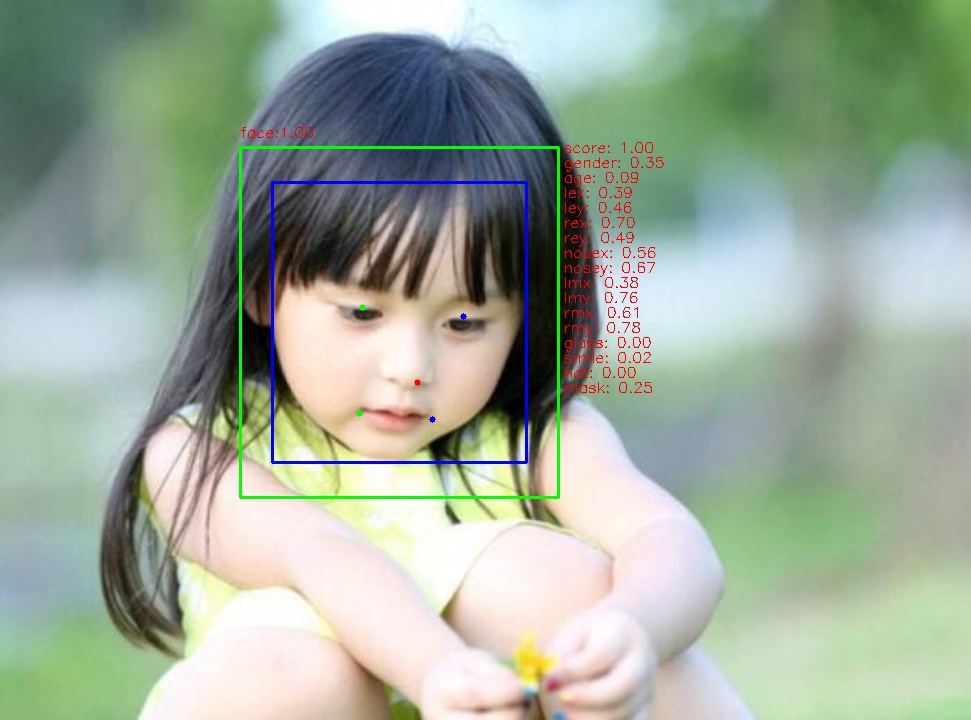 face:1.00
score: 1.00
gender: 0.35
age: 0.09
lex: 0.39
ley: 0.46
rex: 0.70
rey: 0.49
nosex: 0.56
nosey: 0.67
lmx: 0.38
lmy: 0.76
rmx: 0.61
rmy: 0.78
glass: 0.00
smile: 0.02
hat: 0.00
mask: 0.25